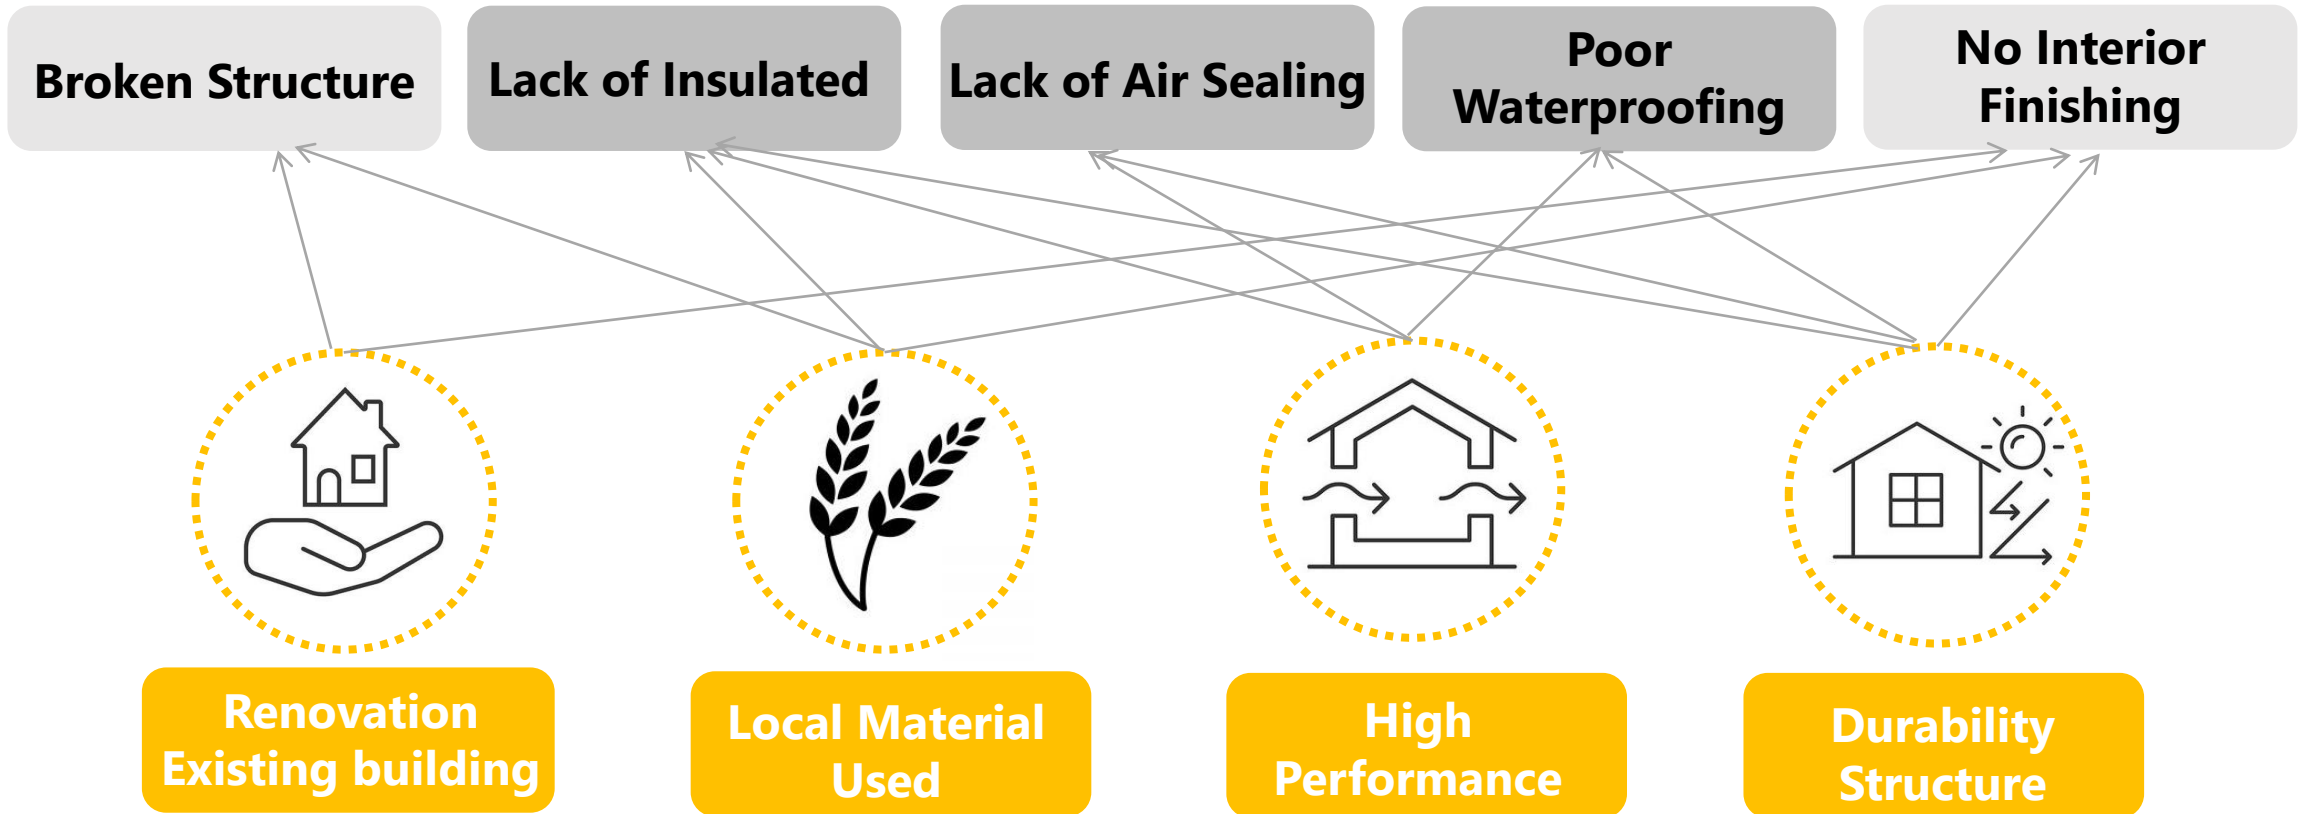 Broken Structure
Lack of Insulated
Lack of Air Sealing
Poor
Waterproofing
No Interior
Finishing
Renovation
Existing building
Local Material
Used
High
Performance
Durability
Structure